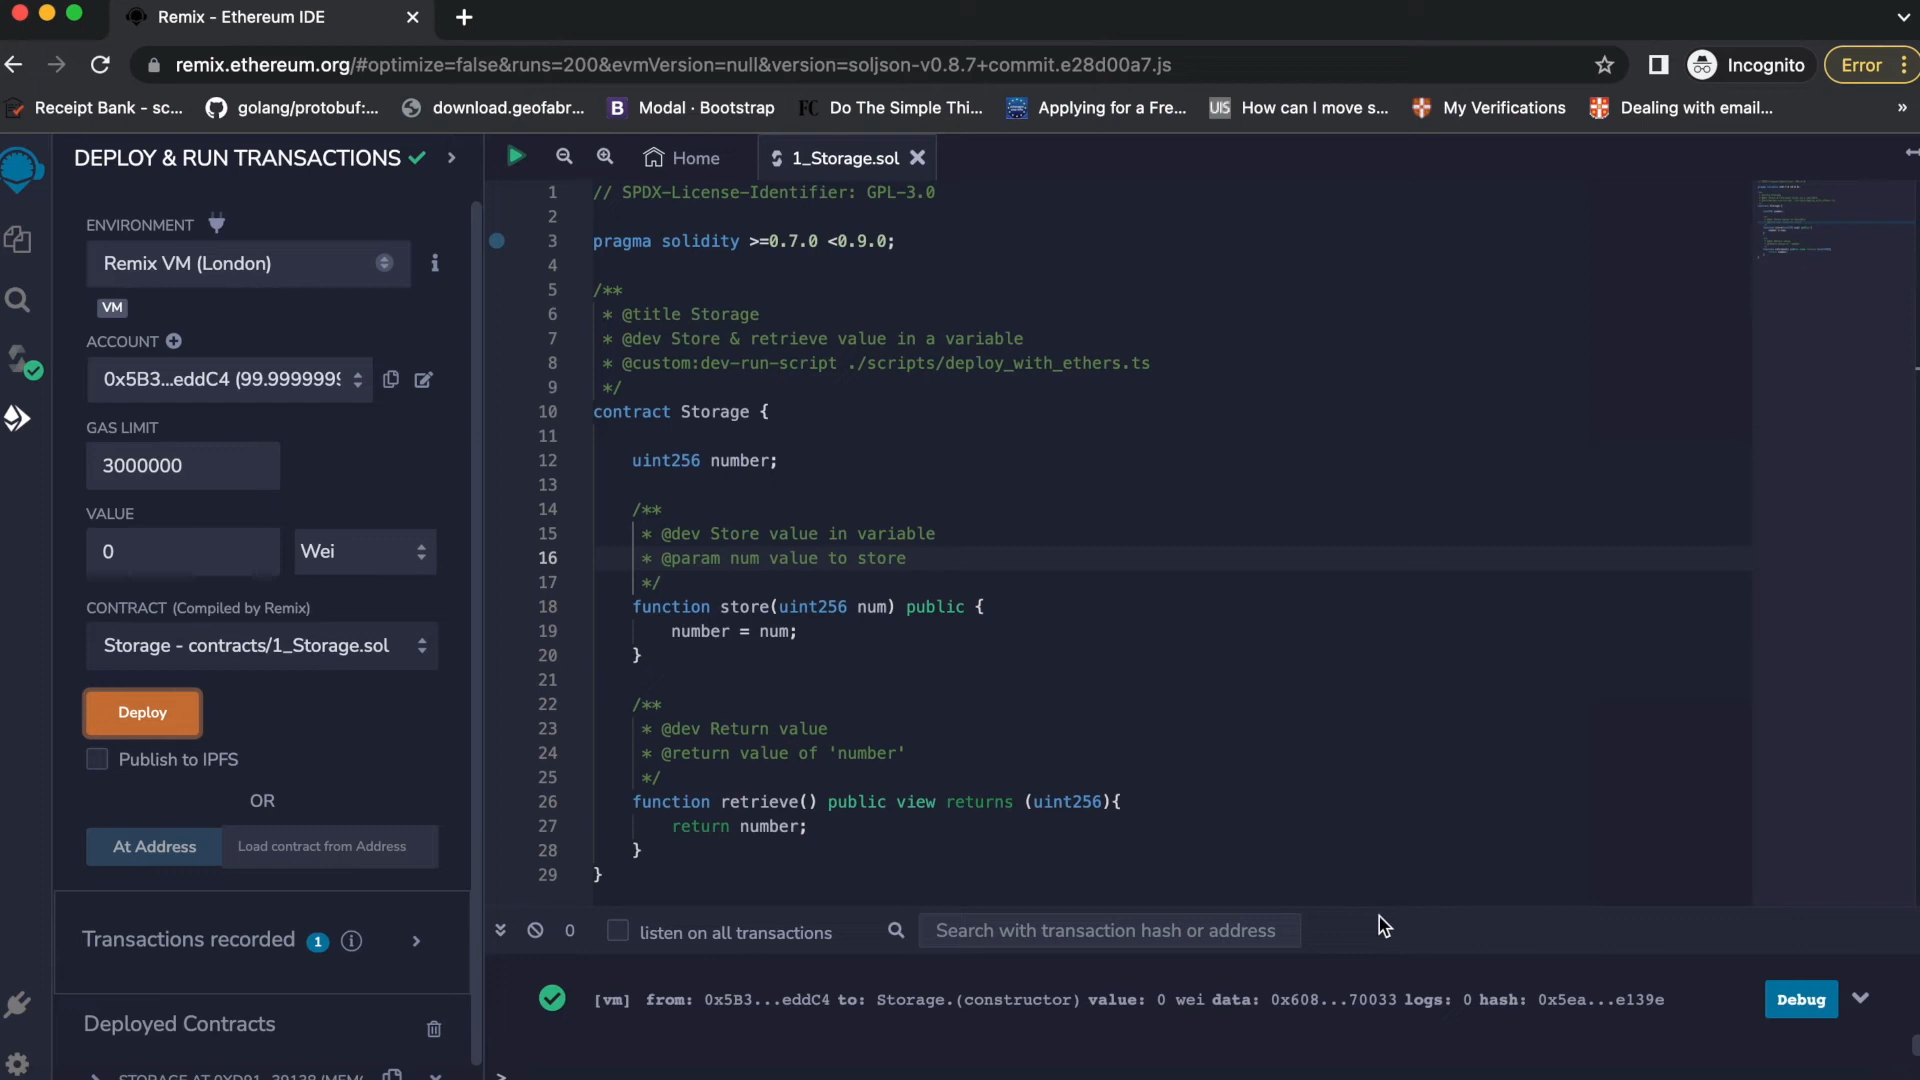 Remix - Ethereum IDE
remix.ethereum.org/#optimize=false&runs=200&evmVersion=null&version=soljson-v0.8.7+commit.e28d00a7.js
Incognito
Error
Receipt Bank - sc...
golang/protobuf:...
download.geofabr...
B Modal · Bootstrap
FC Do The Simple Thi...
Applying for a Fre...
UIS How can I move s...
My Verifications
Dealing with email...
»
DEPLOY & RUN TRANSACTIONS
ENVIRONMENT
Remix VM (London)
VM
ACCOUNT
0x5B3...eddC4 (99.9999999
GAS LIMIT
3000000
VALUE
0
Wei
CONTRACT (Compiled by Remix)
Storage - contracts/1_Storage.sol
Deploy
Publish to IPFS
OR
At Address
Load contract from Address
Transactions recorded 1
Deployed Contracts
Home
1_Storage.sol
1 // SPDX-License-Identifier: GPL-3.0
2
3 pragma solidity >=0.7.0 <0.9.0;
4
5 /**
6 * @title Storage
7 * @dev Store & retrieve value in a variable
8 * @custom:dev-run-script ./scripts/deploy_with_ethers.ts
9 */
10 contract Storage {
11
12 uint256 number;
13
14 /**
15 * @dev Store value in variable
16 * @param num value to store
17 */
18 function store(uint256 num) public {
19 number = num;
20 }
21
22 /**
23 * @dev Return value
24 * @return value of 'number'
25 */
26 function retrieve() public view returns (uint256){
27 return number;
28 }
29 }
0
listen on all transactions
Search with transaction hash or address
[vm] from: 0x5B3...eddC4 to: Storage.(constructor) value: 0 wei data: 0x608...70033 logs: 0 hash: 0x5ea...e139e
Debug
>